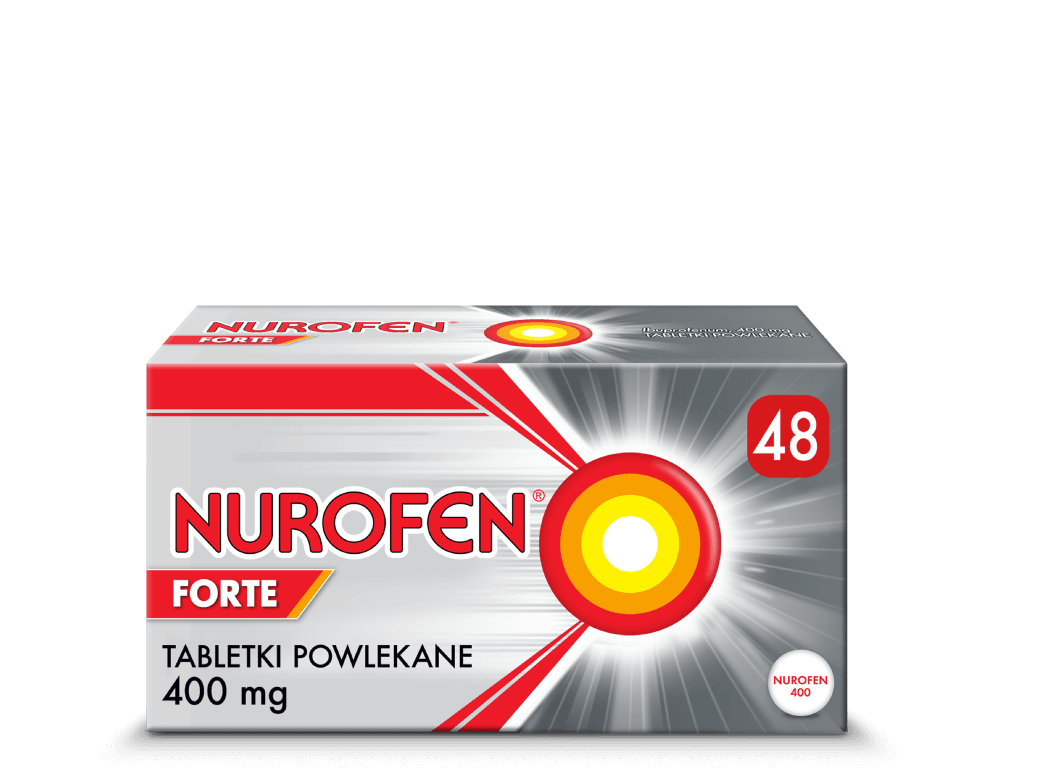 NUROFEN®
FORTE
Ibuprofenum, 400 mg
TABLETKI POWLEKANE
48
NUROFEN®
FORTE
TABLETKI POWLEKANE
400 mg
NUROFEN
400